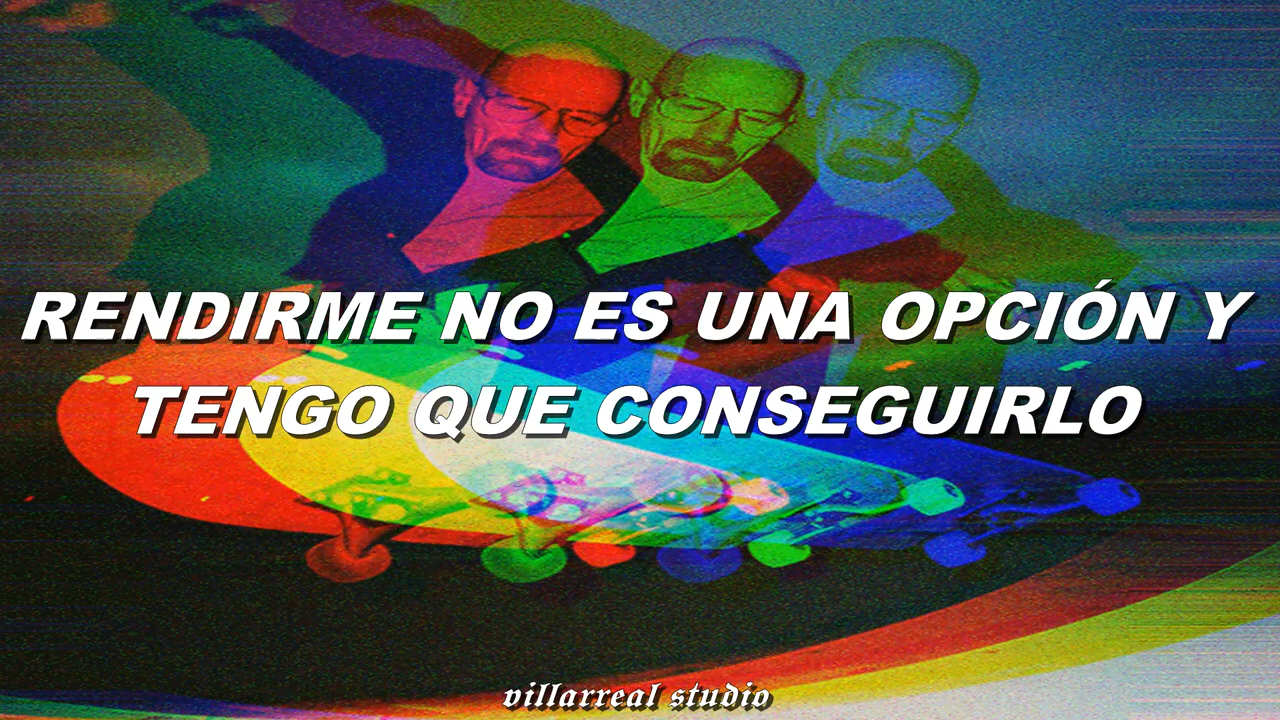 RENDIRME NO ES UNA OPCIÓN Y
TENGO QUE CONSEGUIRLO
villarreal studio